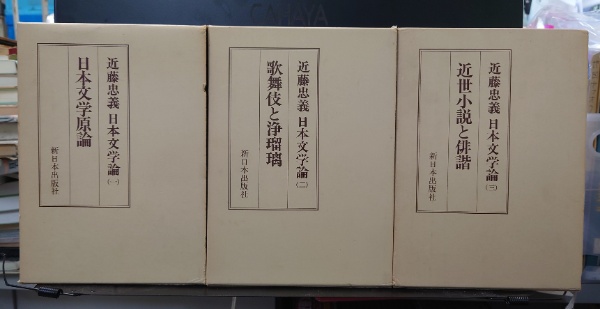 近藤忠義 日本文学論(一)
日本文学原論
新日本出版社
近藤忠義 日本文学論(二)
歌舞伎と浄瑠璃
新日本出版社
近藤忠義 日本文学論(三)
近世小説と俳諧
新日本出版社